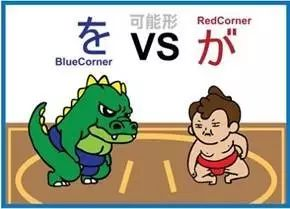 可能形
を VS が
BlueCorner
RedCorner